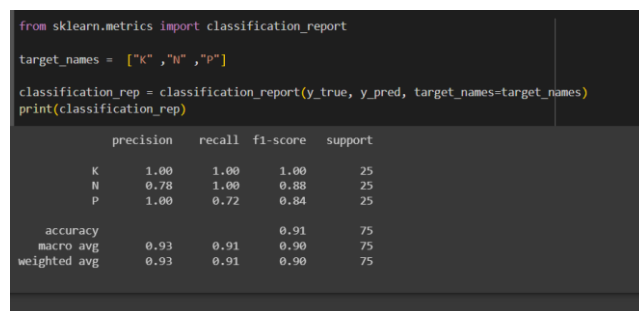 from sklearn.metrics import classification_report
target_names = ["K" ,"N" ,"P"]
classification_rep = classification_report(y_true, y_pred, target_names=target_names)
print(classification_rep)
precision recall f1-score support
K 1.00 1.00 1.00 25
N 0.78 1.00 0.88 25
P 1.00 0.72 0.84 25
accuracy 0.91 75
macro avg 0.93 0.91 0.90 75
weighted avg 0.93 0.91 0.90 75